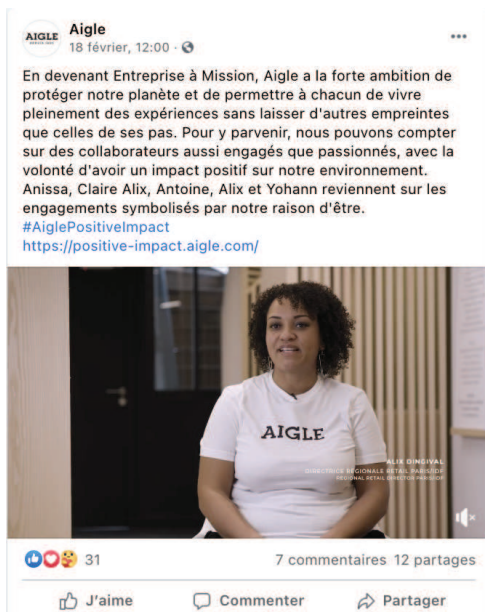 AIGLE
Aigle
18 février, 12:00
En devenant Entreprise à Mission, Aigle a la forte ambition de
protéger notre planète et de permettre à chacun de vivre
pleinement des expériences sans laisser d'autres empreintes
que celles de ses pas. Pour y parvenir, nous pouvons compter
sur des collaborateurs aussi engagés que passionnés, avec la
volonté d'avoir un impact positif sur notre environnement.
Anissa, Claire Alix, Antoine, Alix et Yohann reviennent sur les
engagements symbolisés par notre raison d'être.
#AiglePositiveImpact
https://positive-impact.aigle.com/
AIGLE
ALIX DINGIVAL
DIRECTRICE RÉGIONALE RETAIL PARIS/IDF
REGIONAL RETAIL DIRECTOR PARIS/IDF
31 7 commentaires 12 partages
J'aime Commenter Partager